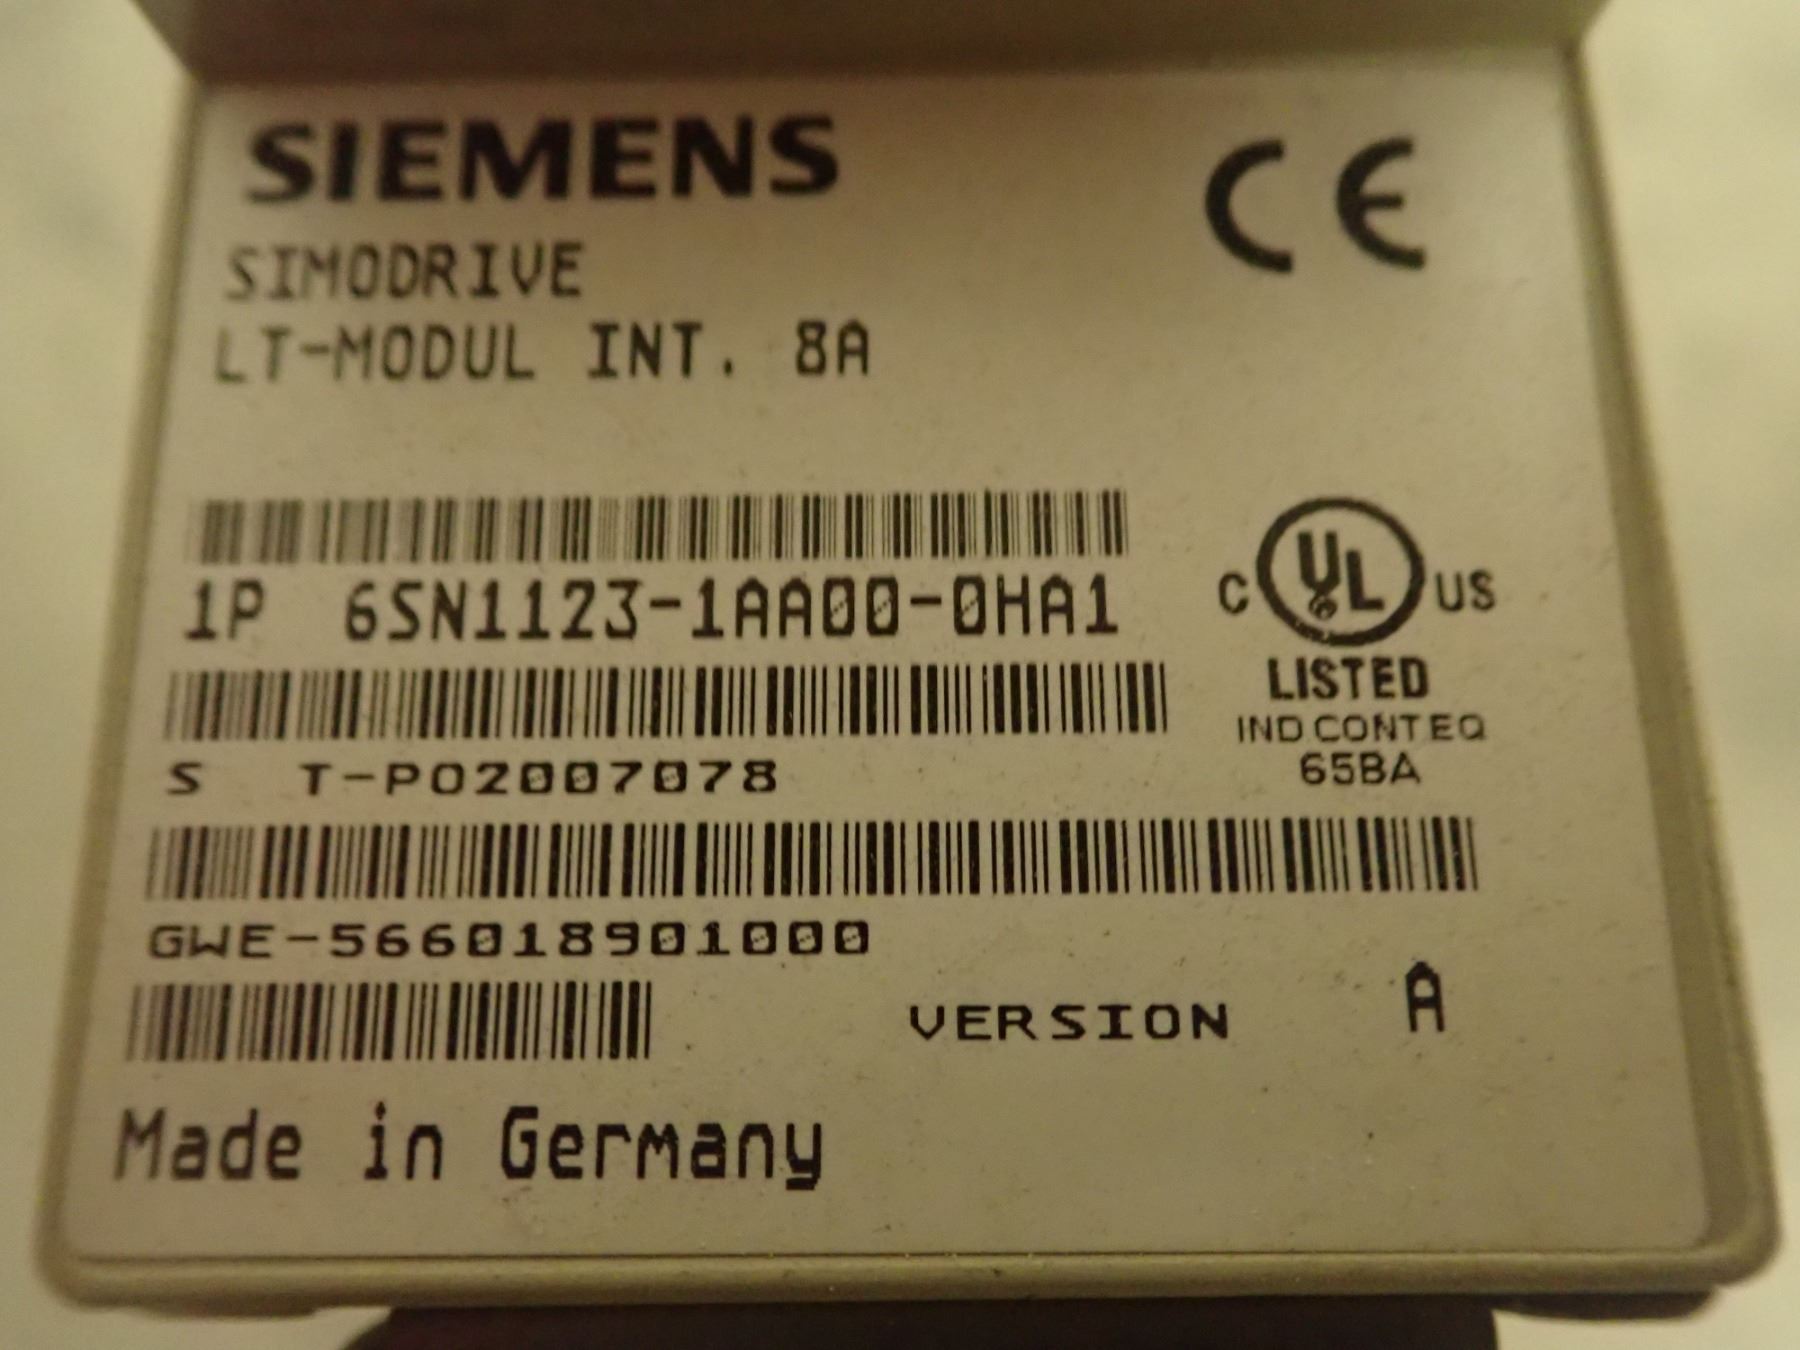 SIEMENS
CE
SIMODRIVE
LT-MODUL INT. 8A
1P 6SN1123-1AA00-0HA1
C UL US
LISTED
IND CONT EQ
65BA
S T-PO2007078
GWE-566018901000
VERSION A
Made in Germany